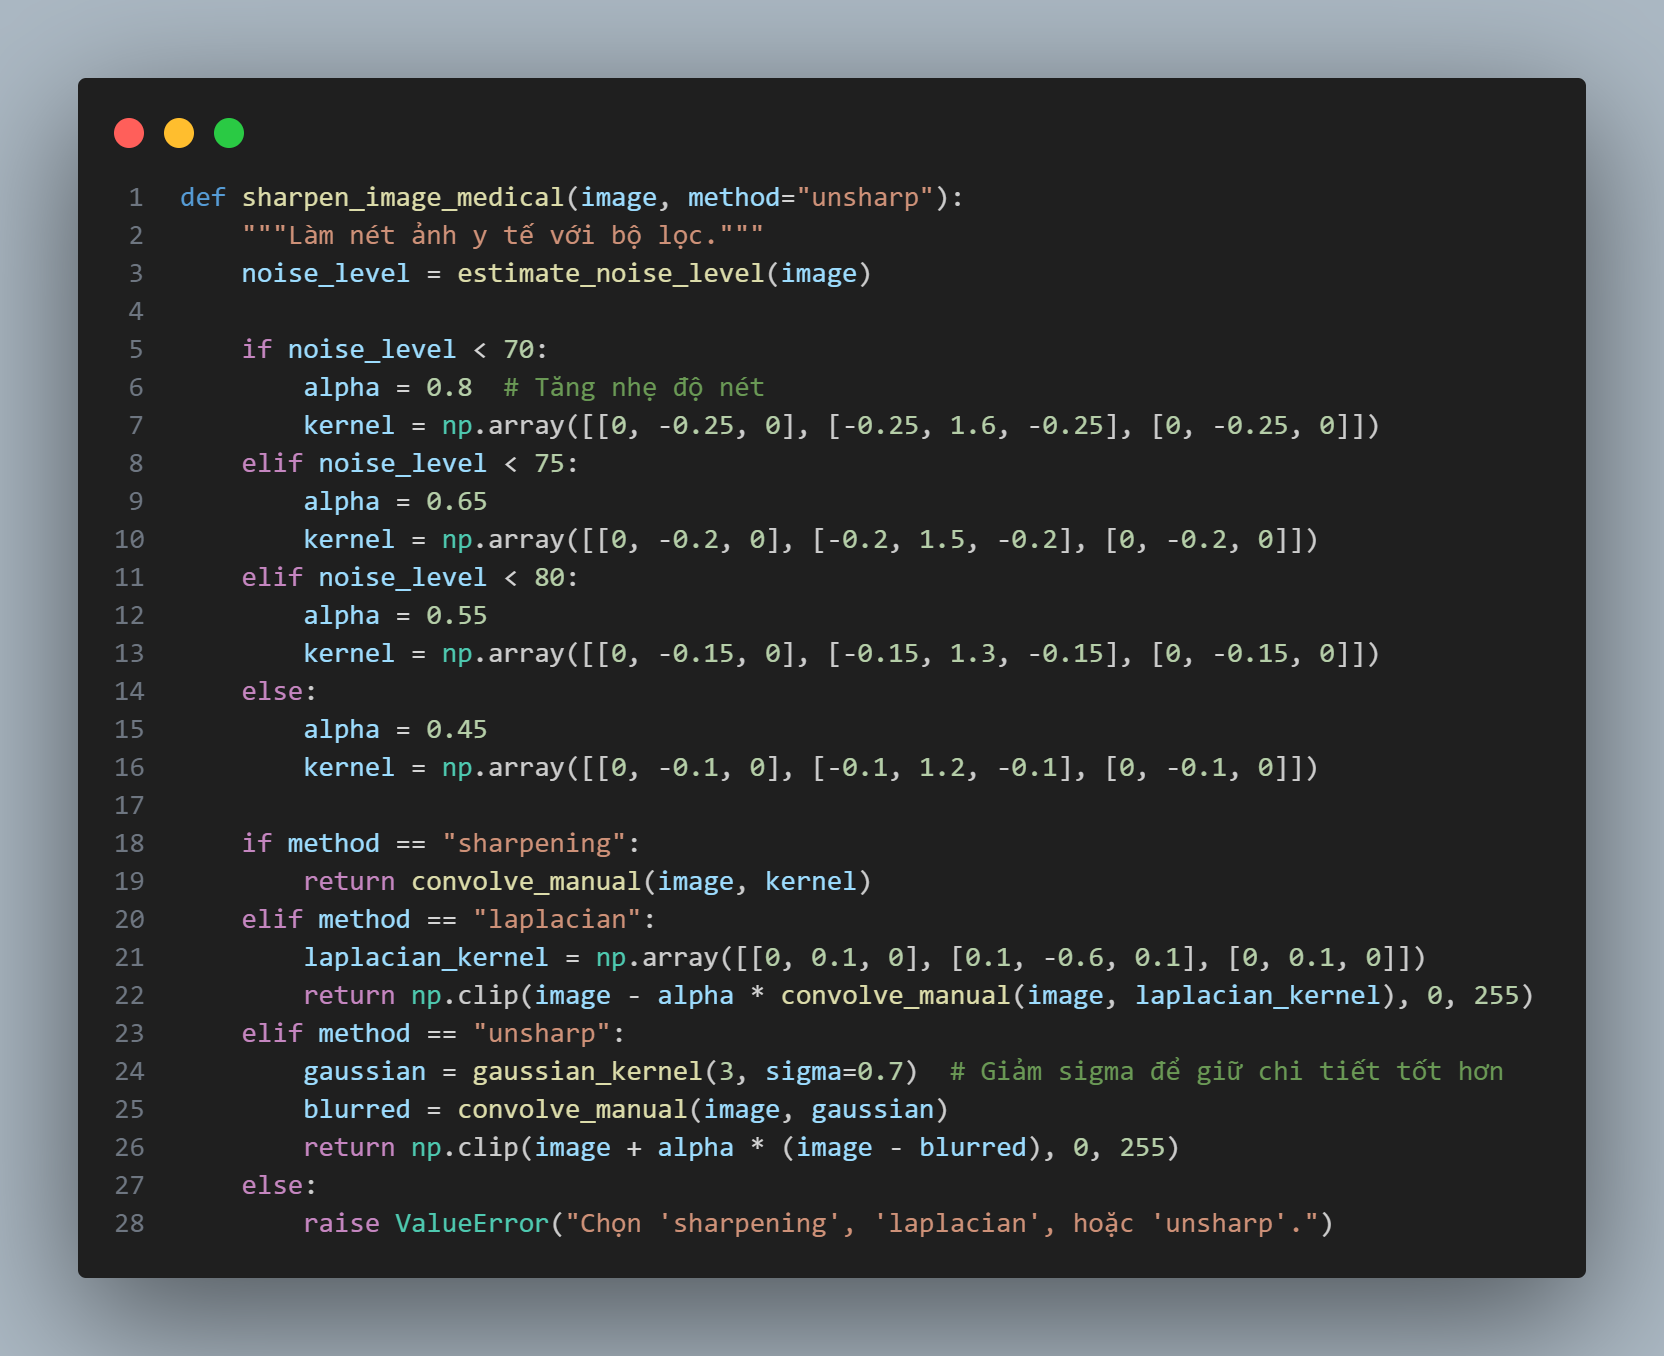 1 def sharpen_image_medical(image, method="unsharp"):
2     """Làm nét ảnh y tế với bộ lọc."""
3     noise_level = estimate_noise_level(image)
4
5     if noise_level < 70:
6         alpha = 0.8  # Tăng nhẹ độ nét
7         kernel = np.array([[0, -0.25, 0], [-0.25, 1.6, -0.25], [0, -0.25, 0]])
8     elif noise_level < 75:
9         alpha = 0.65
10         kernel = np.array([[0, -0.2, 0], [-0.2, 1.5, -0.2], [0, -0.2, 0]])
11     elif noise_level < 80:
12         alpha = 0.55
13         kernel = np.array([[0, -0.15, 0], [-0.15, 1.3, -0.15], [0, -0.15, 0]])
14     else:
15         alpha = 0.45
16         kernel = np.array([[0, -0.1, 0], [-0.1, 1.2, -0.1], [0, -0.1, 0]])
17
18     if method == "sharpening":
19         return convolve_manual(image, kernel)
20     elif method == "laplacian":
21         laplacian_kernel = np.array([[0, 0.1, 0], [0.1, -0.6, 0.1], [0, 0.1, 0]])
22         return np.clip(image - alpha * convolve_manual(image, laplacian_kernel), 0, 255)
23     elif method == "unsharp":
24         gaussian = gaussian_kernel(3, sigma=0.7)  # Giảm sigma để giữ chi tiết tốt hơn
25         blurred = convolve_manual(image, gaussian)
26         return np.clip(image + alpha * (image - blurred), 0, 255)
27     else:
28         raise ValueError("Chọn 'sharpening', 'laplacian', hoặc 'unsharp'.")